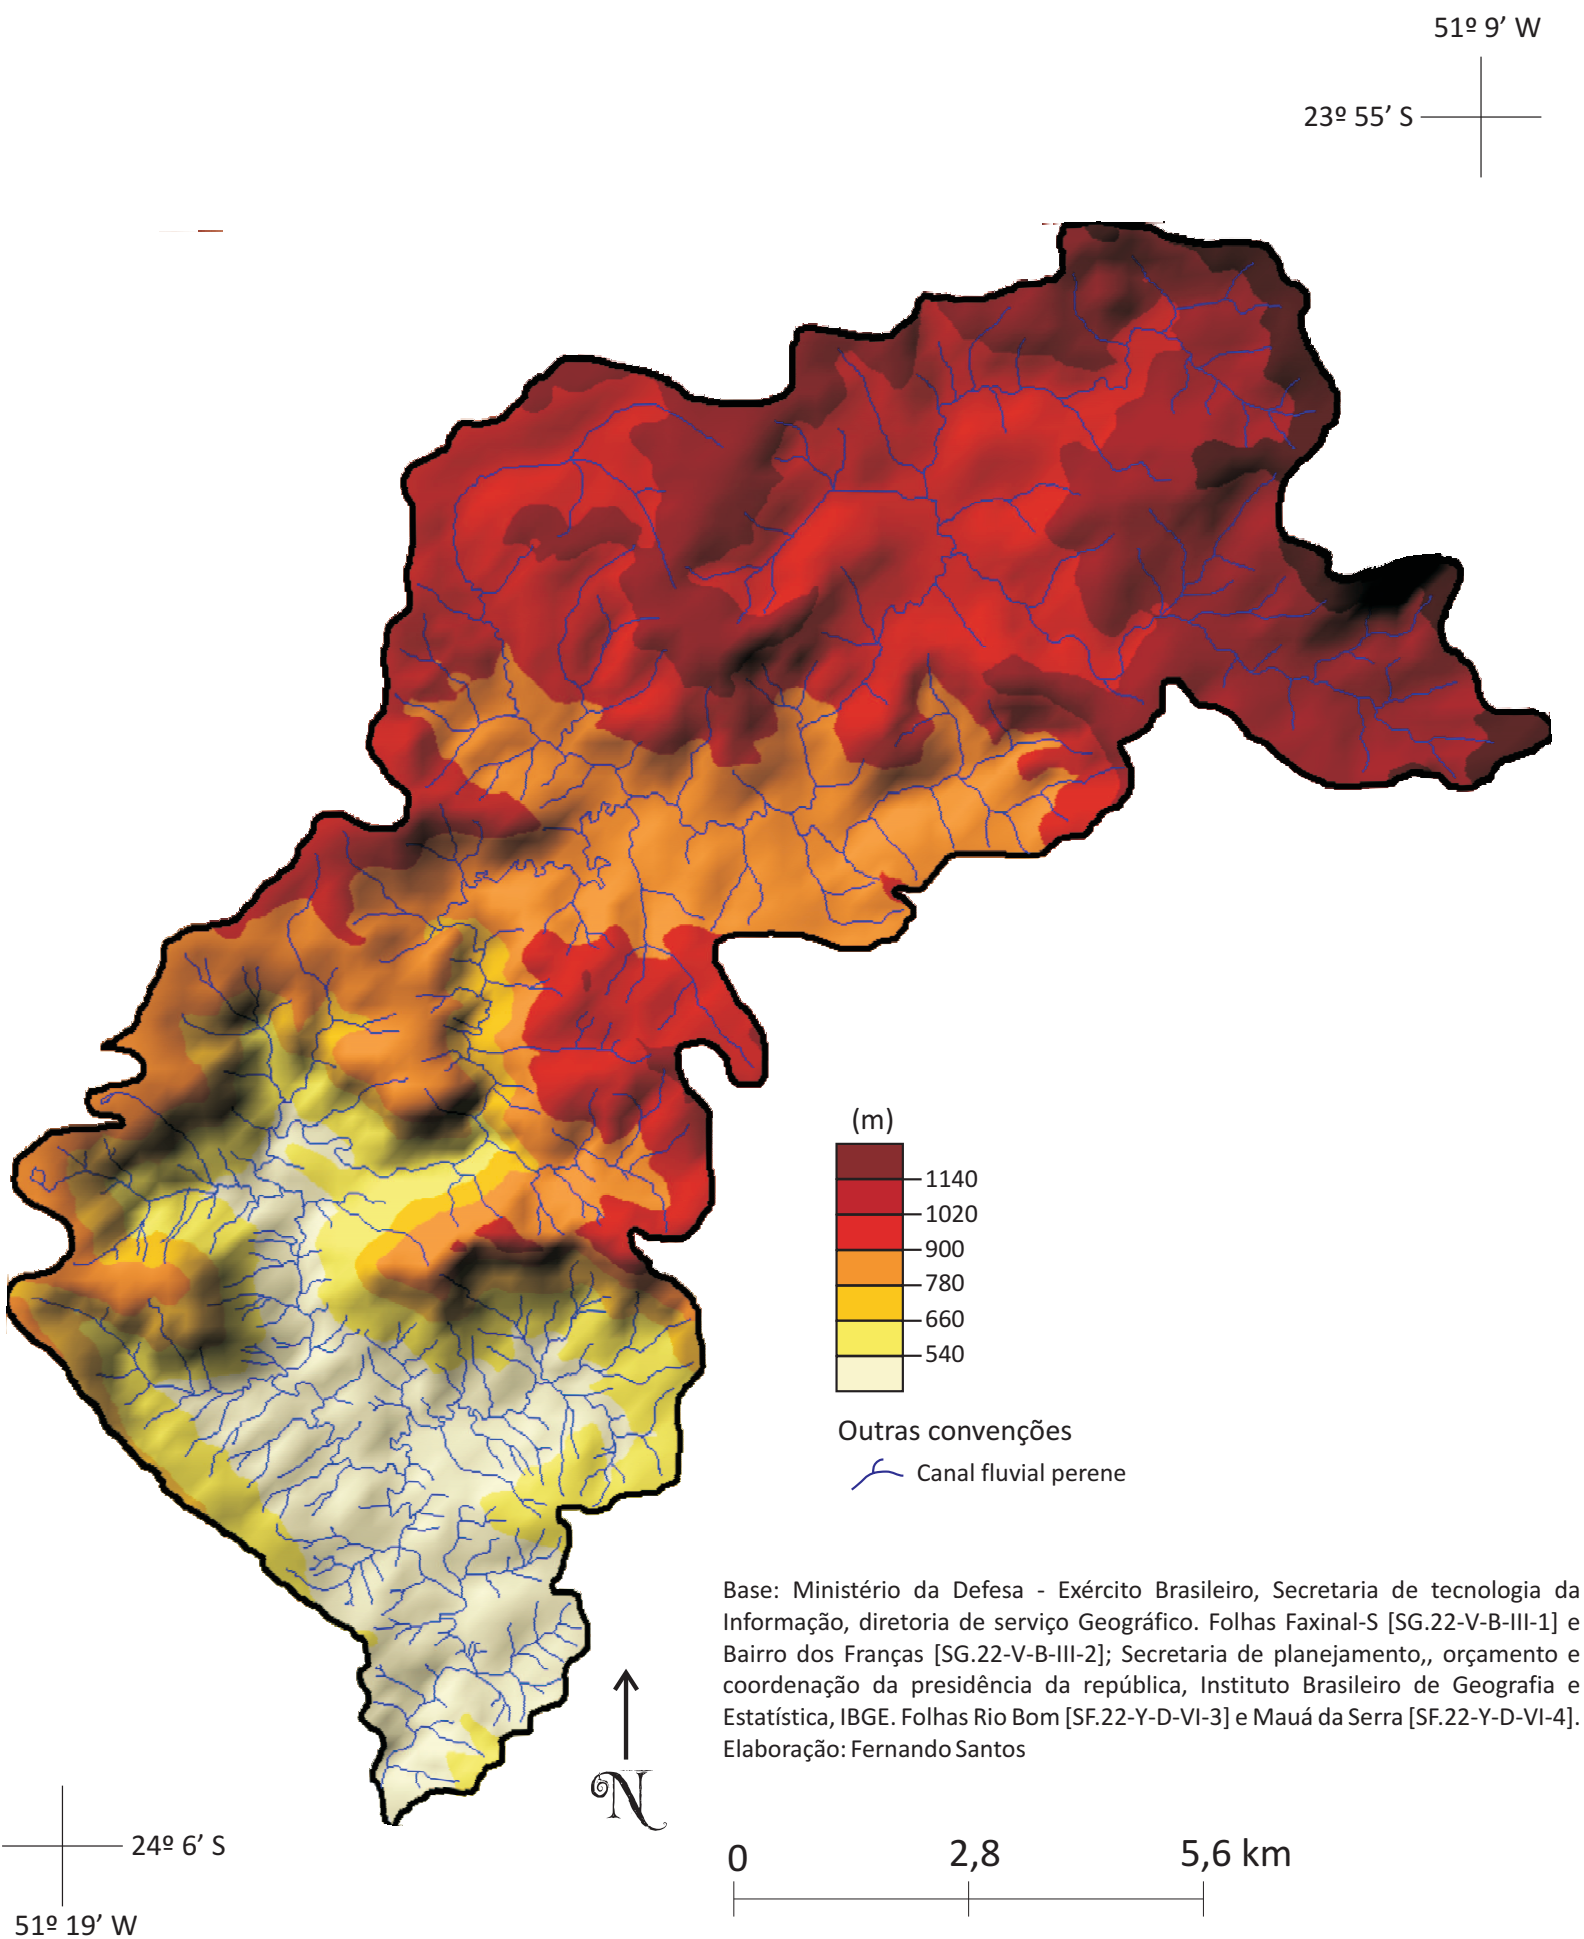 51º 9’ W
23º 55’ S
(m)
1140
1020
900
780
660
540
Outras convenções
Canal fluvial perene
Base: Ministério da Defesa - Exército Brasileiro, Secretaria de tecnologia da
Informação, diretoria de serviço Geográfico. Folhas Faxinal-S [SG.22-V-B-III-1] e
Bairro dos Franças [SG.22-V-B-III-2]; Secretaria de planejamento,, orçamento e
coordenação da presidência da república, Instituto Brasileiro de Geografia e
Estatística, IBGE. Folhas Rio Bom [SF.22-Y-D-VI-3] e Mauá da Serra [SF.22-Y-D-VI-4].
Elaboração: Fernando Santos
N
24º 6’ S
51º 19’ W
0 2,8 5,6 km